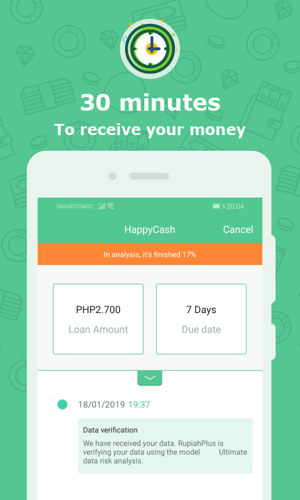 30 minutes
To receive your money
SMART|CMCC
20:04
HappyCash
Cancel
In analysis, it's finished 17%
PHP2.700
Loan Amount
7 Days
Due date
18/01/2019 19:37
Data verification
We have received your data. RupiahPlus is
verifying your data using the model Ultimate
data risk analysis.